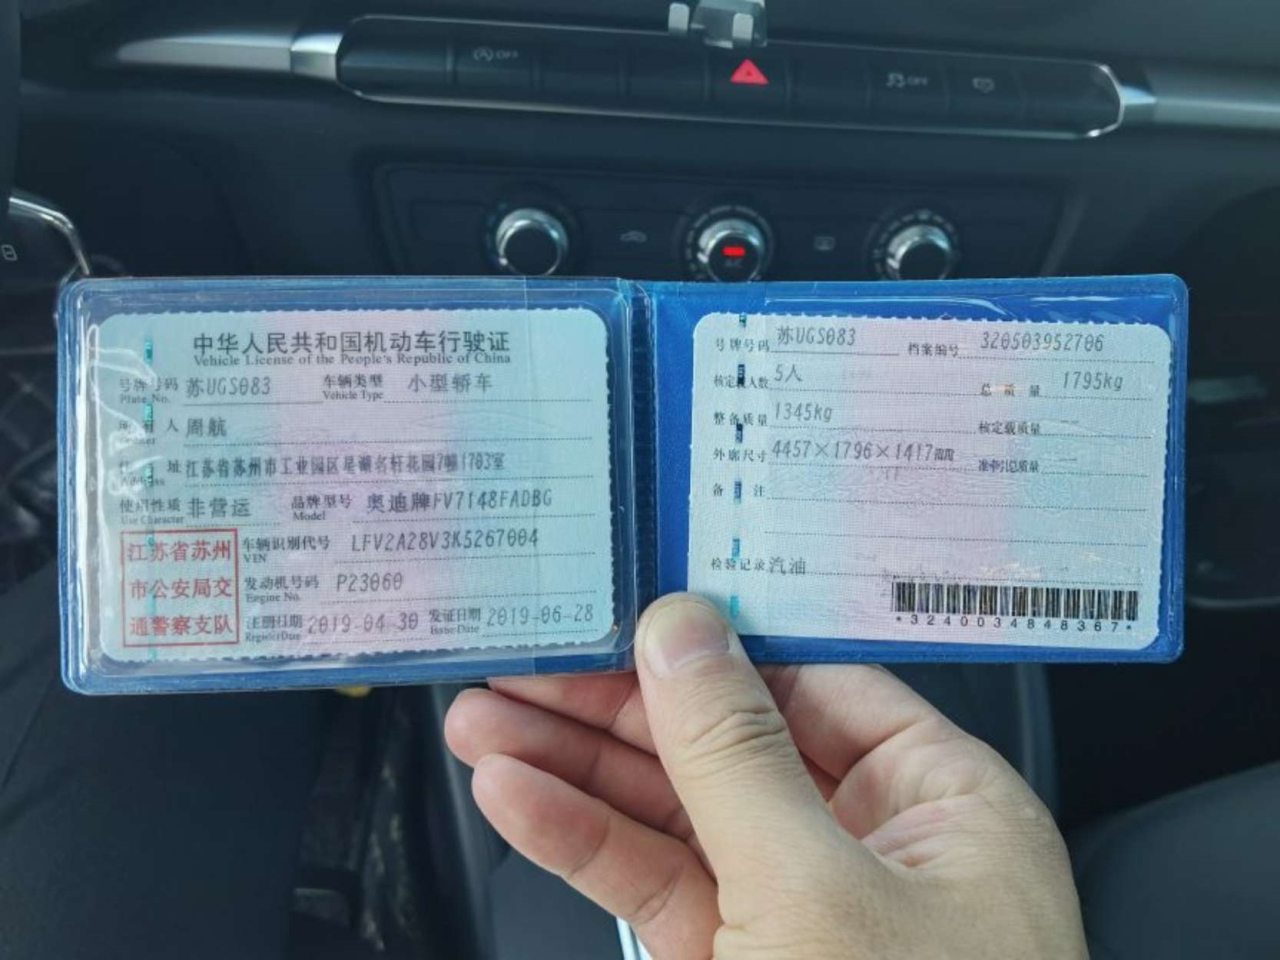 OFF
OFF
A/C
中华人民共和国机动车行驶证
Vehicle License of the People's Republic of China
号牌号码 苏UGS083 车辆类型 小型轿车
Plate No. Vehicle Type
所有人 周航
Owner
住址 江苏省苏州市工业园区星湖名轩花园7幢1703室
Address
使用性质 非营运 品牌型号 奥迪牌FV7148FADBG
Use Character Model
江苏省苏州
市公安局交
通警察支队
车辆识别代号 LFV2A28V3K5267004
VIN
发动机号码 P23060
Engine No.
注册日期 2019-04-30 发证日期 2019-06-28
Register Date Issue Date
号牌号码 苏UGS083 档案编号 320503952706
核定载人数 5人 总质量 1795kg
整备质量 1345kg 核定载质量
外廓尺寸 4457×1796×1417mm 准牵引总质量
备注
检验记录 汽油
*3240034848367*